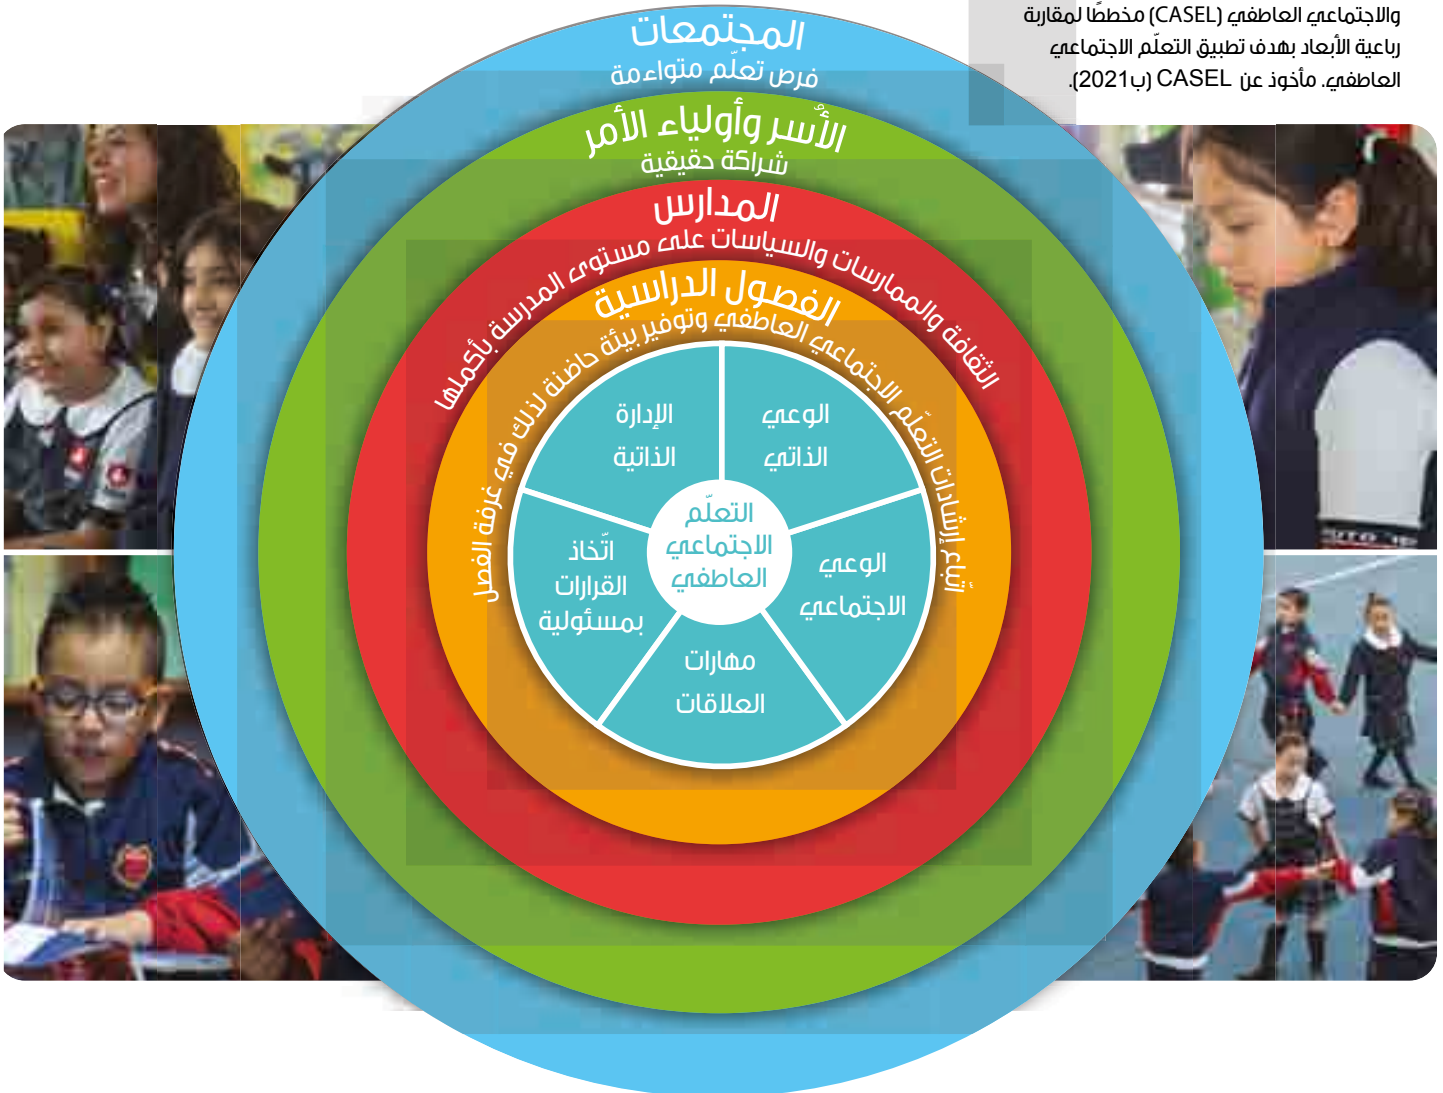 والاجتماعي العاطفي (CASEL) مخططًا لمقاربة
رباعية الأبعاد بهدف تطبيق التعلّم الاجتماعي
العاطفي. مأخوذ عن CASEL (ب2021).
المجتمعات
فرص تعلّم متواءمة
الأُسر وأولياء الأمر
شراكة حقيقية
المدارس
الثقافة والممارسات والسياسات على مستوى المدرسة بأكملها
الفصول الدراسية
اتّباع إرشادات التعلّم الاجتماعي العاطفي وتوفير بيئة حاضنة لذلك في غرفة الفصل
الوعي
الذاتي
الإدارة
الذاتية
التعلّم
الاجتماعي
العاطفي
الوعي
الاجتماعي
اتّخاذ
القرارات
بمسئولية
مهارات
العلاقات